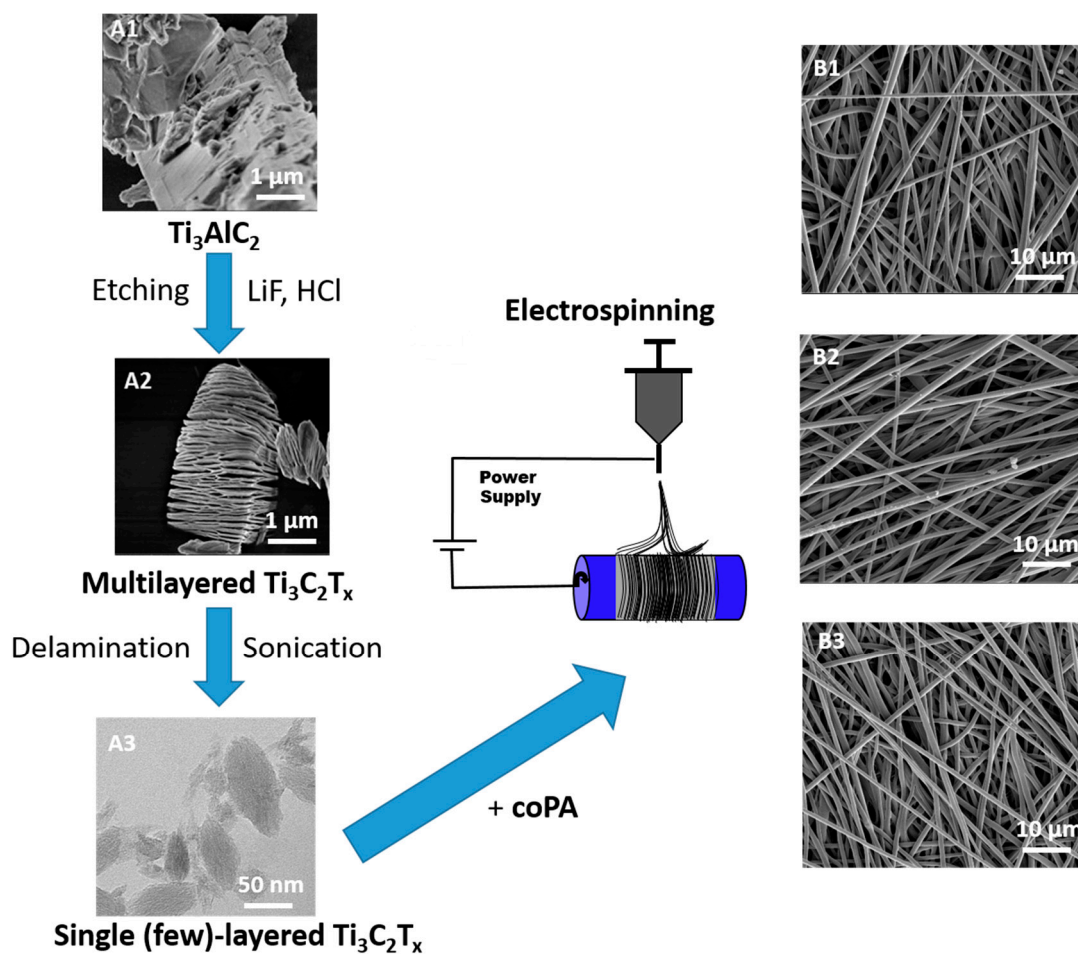 A1
1 µm
Ti₃AlC₂
Etching LiF, HCl
A2
1 µm
Multilayered Ti₃C₂Tₓ
Delamination Sonication
A3
50 nm
Single (few)-layered Ti₃C₂Tₓ
+ coPA
Electrospinning
Power
Supply
B1
10 µm
B2
10 µm
B3
10 µm